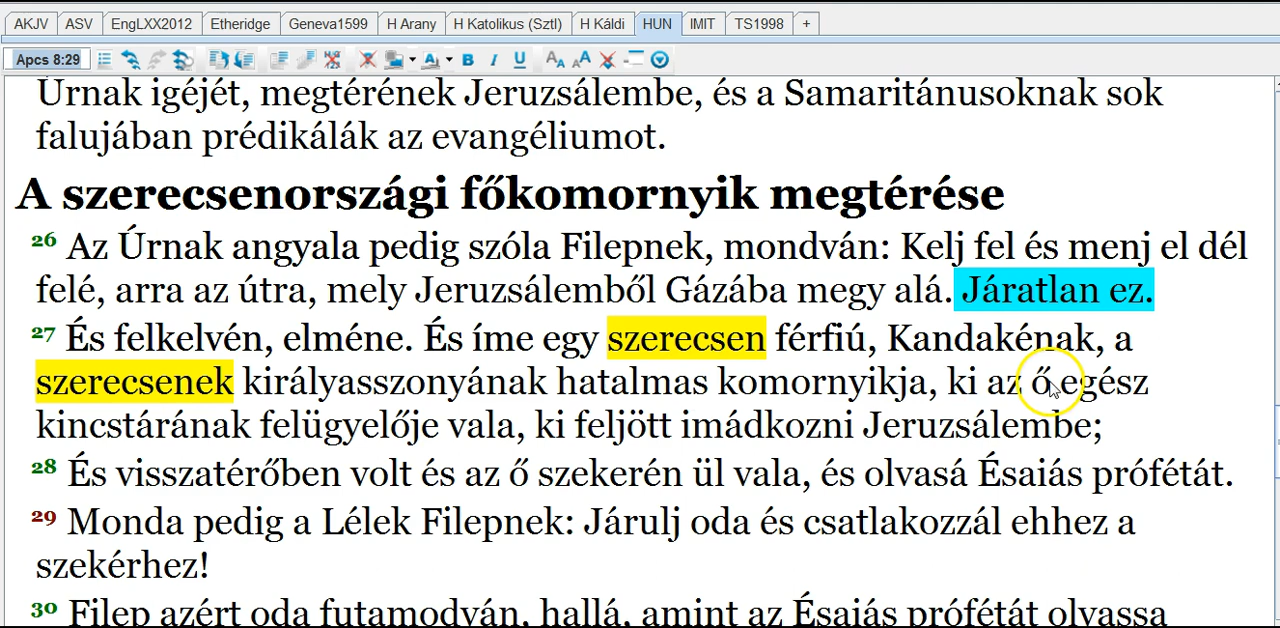 AKJV ASV EngLXX2012 Etheridge Geneva1599 H Arany H Katolikus (Sztl) H Káldi HUN IMIT TS1998 +
Apcs 8:29
Úrnak igéjét, megtérének Jeruzsálembe, és a Samaritánusoknak sok
falujában prédikálák az evangéliumot.
A szerecsenországi főkomornyik megtérése
26 Az Úrnak angyala pedig szóla Filepnek, mondván: Kelj fel és menj el dél
felé, arra az útra, mely Jeruzsálemből Gázába megy alá. Járatlan ez.
27 És felkelvén, elméne. És íme egy szerecsen férfiú, Kandakénak, a
szerecsenek királyasszonyának hatalmas komornyikja, ki az ő egész
kincstárának felügyelője vala, ki feljött imádkozni Jeruzsálembe;
28 És visszatérőben volt és az ő szekerén ül vala, és olvasá Ésaiás prófétát.
29 Monda pedig a Lélek Filepnek: Járulj oda és csatlakozzál ehhez a
szekérhez!
30 Filep azért oda futamodván, hallá, amint az Ésaiás prófétát olvassa